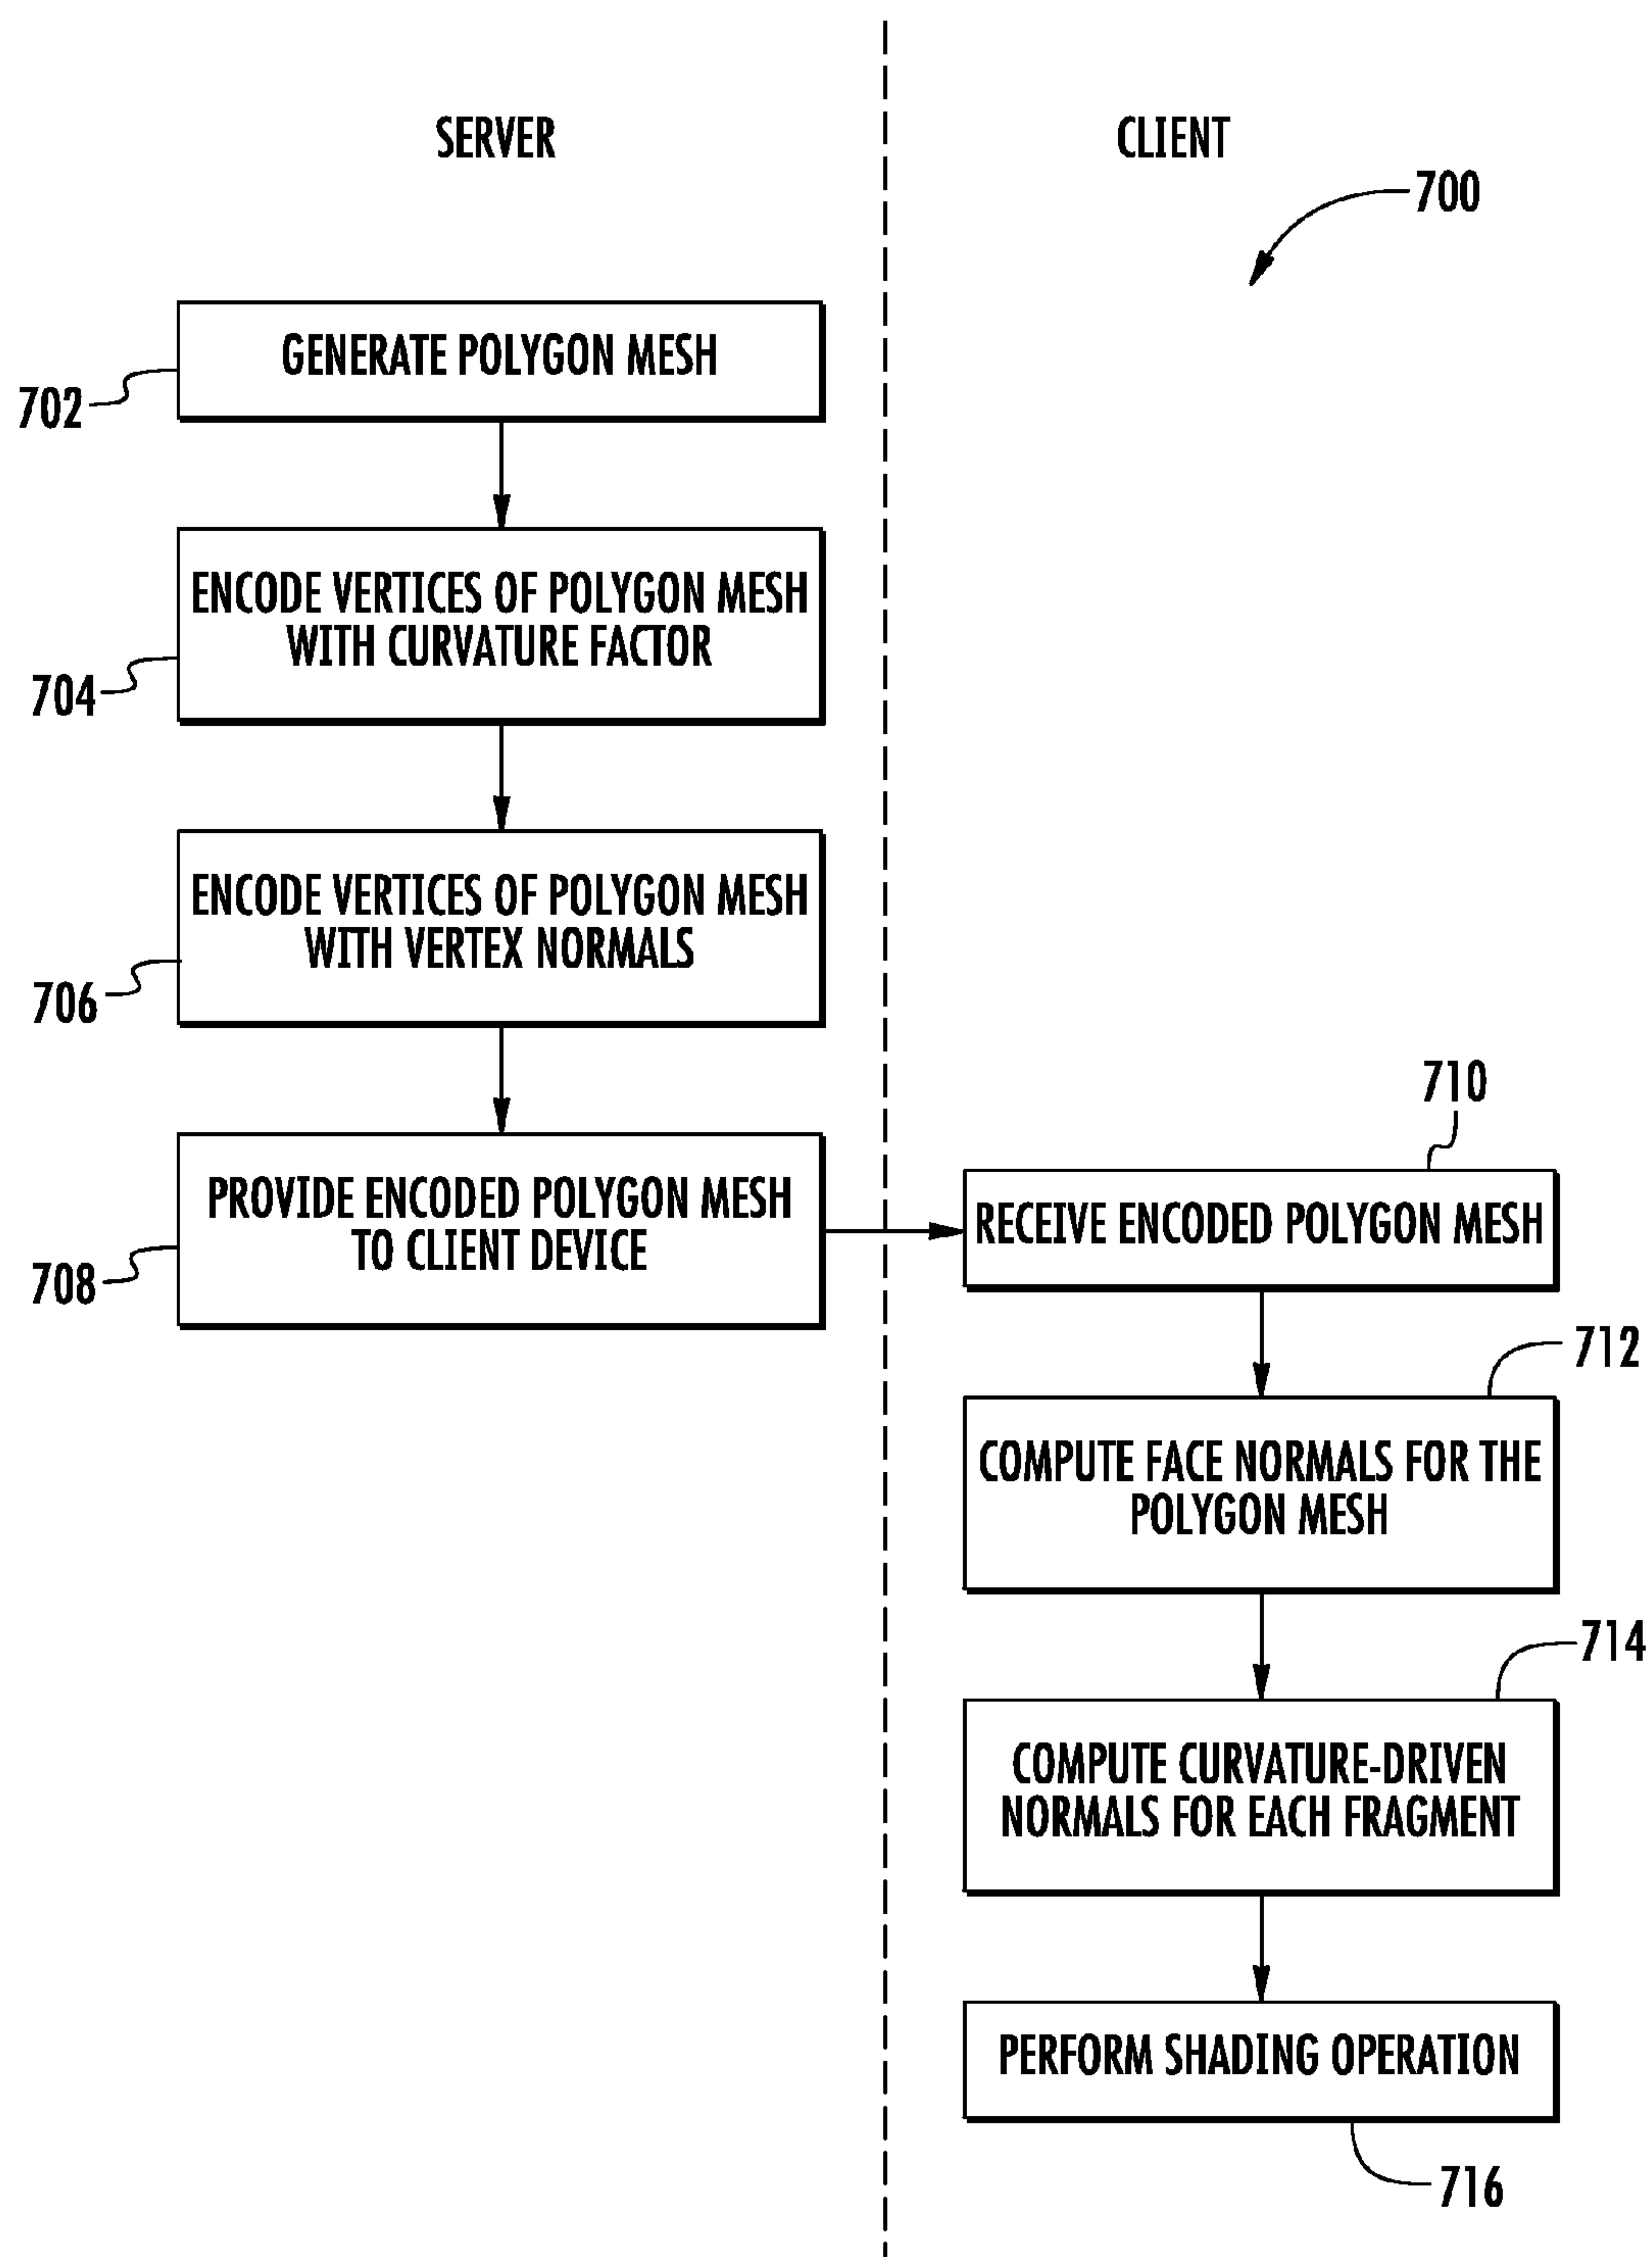 SERVER
CLIENT
700
GENERATE POLYGON MESH
702
ENCODE VERTICES OF POLYGON MESH
WITH CURVATURE FACTOR
704
ENCODE VERTICES OF POLYGON MESH
WITH VERTEX NORMALS
706
PROVIDE ENCODED POLYGON MESH
TO CLIENT DEVICE
708
710
RECEIVE ENCODED POLYGON MESH
712
COMPUTE FACE NORMALS FOR THE
POLYGON MESH
714
COMPUTE CURVATURE-DRIVEN
NORMALS FOR EACH FRAGMENT
PERFORM SHADING OPERATION
716